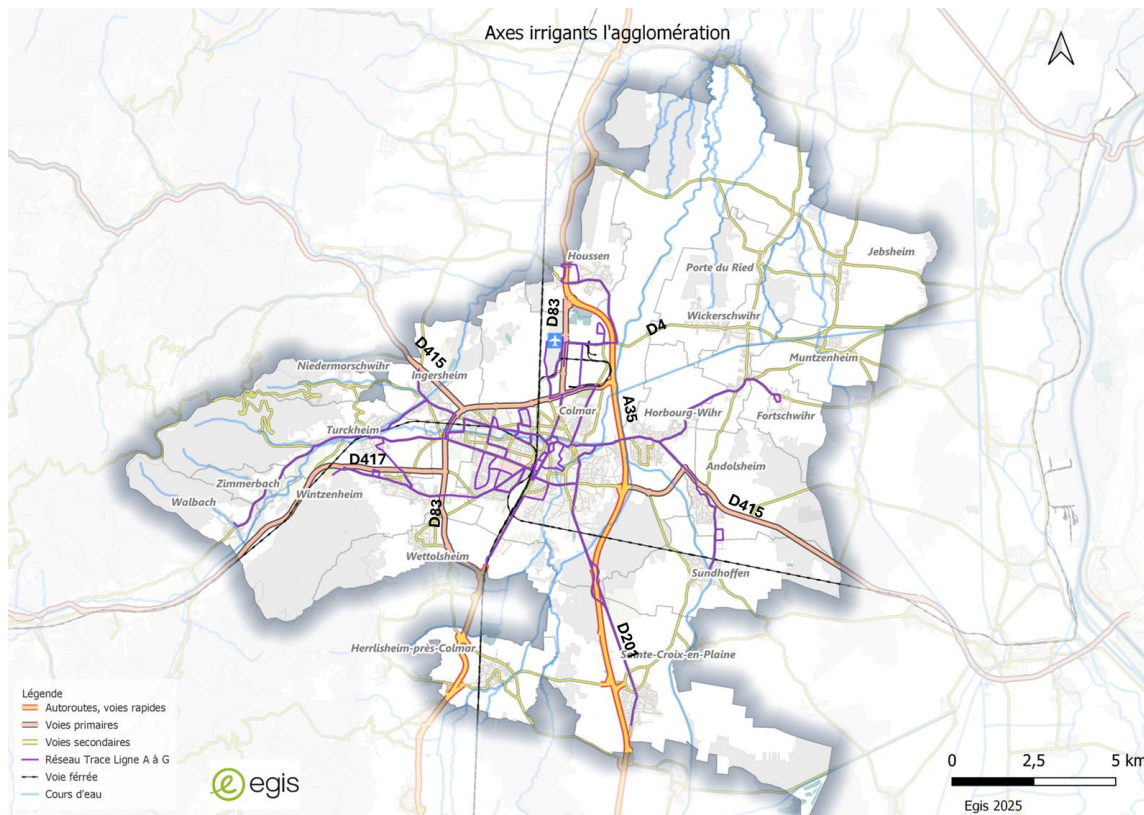 Axes irrigants l'agglomération
Houssen
Jebsheim
Porte du Ried
D83
Wickerschwihr
D4
D415
Niedermorschwihr
Ingersheim
Muntzenheim
A35
Colmar
Horbourg-Wihr
Fortschwihr
Turckheim
D417
Andolsheim
Zimmerbach
Wintzenheim
Walbach
D83
D415
Wettolsheim
Sundhoffen
D201
Herrlisheim-près-Colmar
Sainte-Croix-en-Plaine
Légende
Autoroutes, voies rapides
Voies primaires
Voies secondaires
Réseau Trace Ligne A à G
Voie férrée
Cours d'eau
egis
0 2,5 5 km
Egis 2025